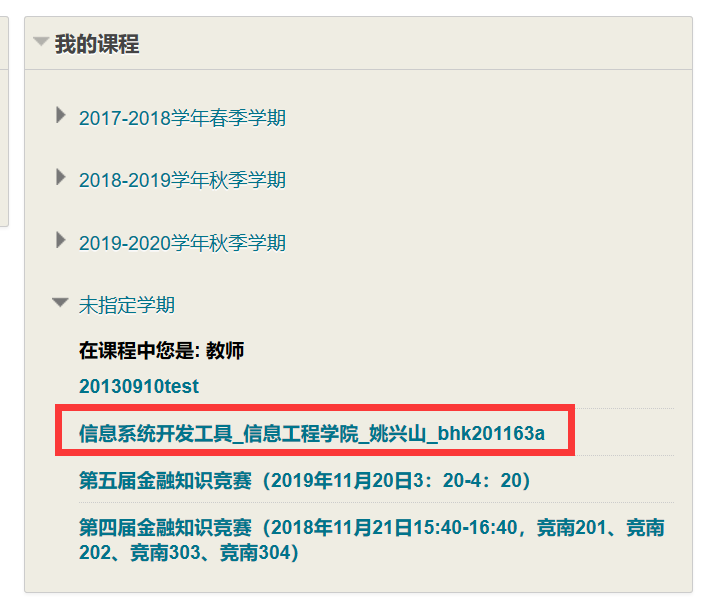 我的课程
2017-2018学年春季学期
2018-2019学年秋季学期
2019-2020学年秋季学期
未指定学期
在课程中您是: 教师
20130910test
信息系统开发工具_信息工程学院_姚兴山_bhk201163a
第五届金融知识竞赛（2019年11月20日3：20-4：20）
第四届金融知识竞赛（2018年11月21日15:40-16:40，竞南201、竞南
202、竞南303、竞南304）